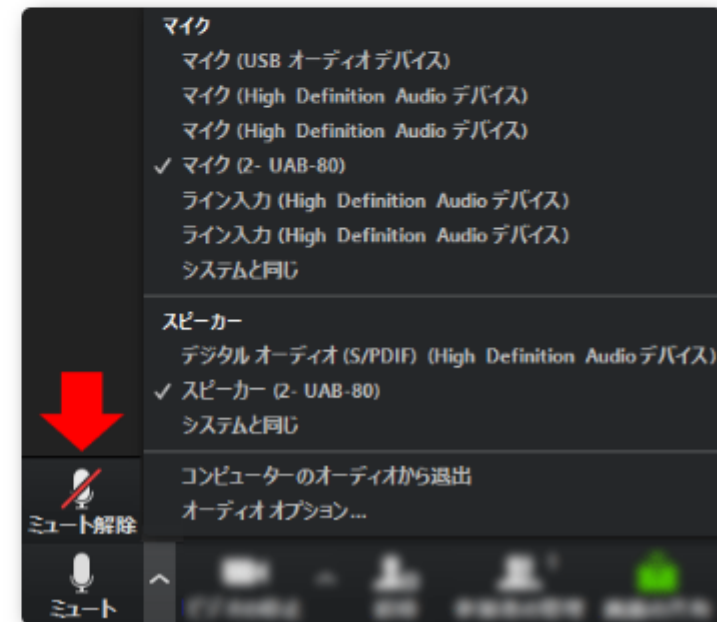 マイク
マイク (USB オーディオデバイス)
マイク (High Definition Audio デバイス)
マイク (High Definition Audio デバイス)
✓ マイク (2- UAB-80)
ライン入力 (High Definition Audio デバイス)
ライン入力 (High Definition Audio デバイス)
システムと同じ
スピーカー
デジタル オーディオ (S/PDIF) (High Definition Audio デバイス)
✓ スピーカー (2- UAB-80)
システムと同じ
コンピューターのオーディオから退出
オーディオ オプション...
ミュート解除
ミュート